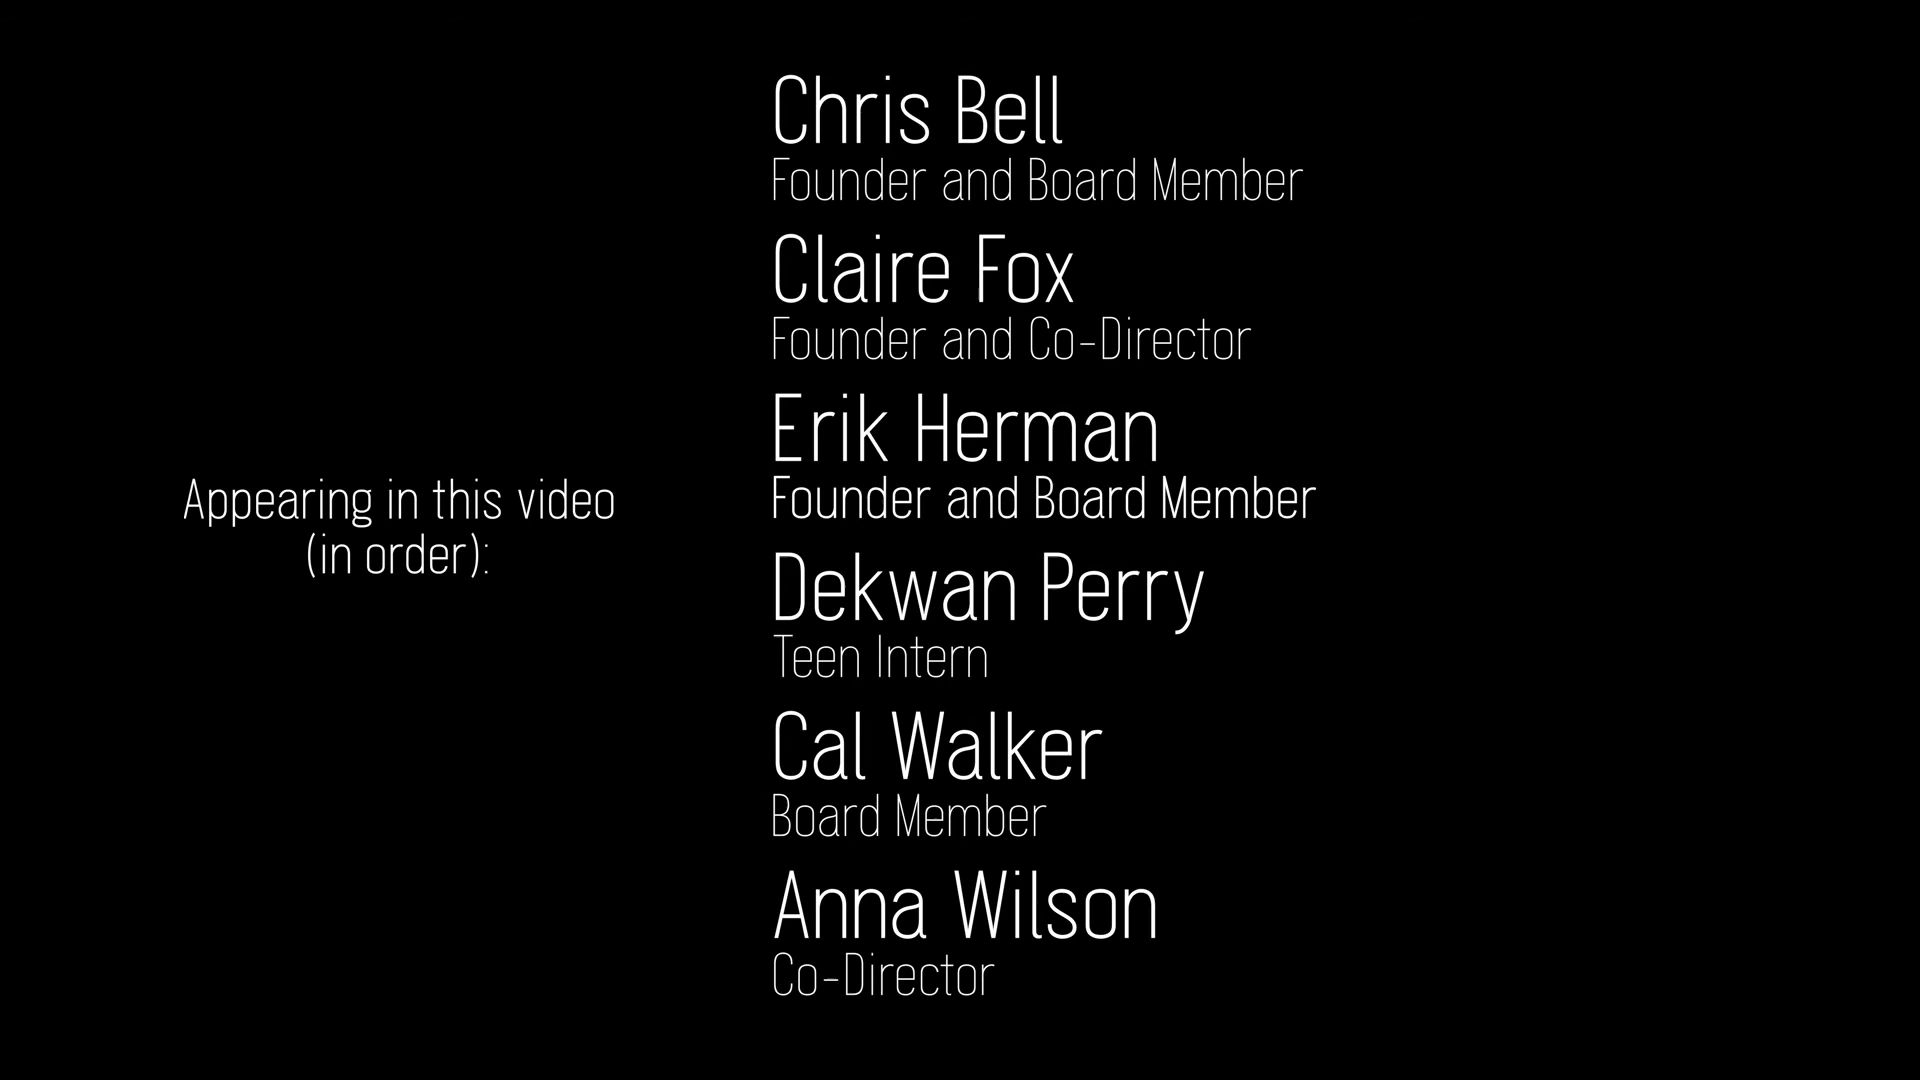 Appearing in this video
(in order):
Chris Bell
Founder and Board Member
Claire Fox
Founder and Co-Director
Erik Herman
Founder and Board Member
Dekwan Perry
Teen Intern
Cal Walker
Board Member
Anna Wilson
Co-Director